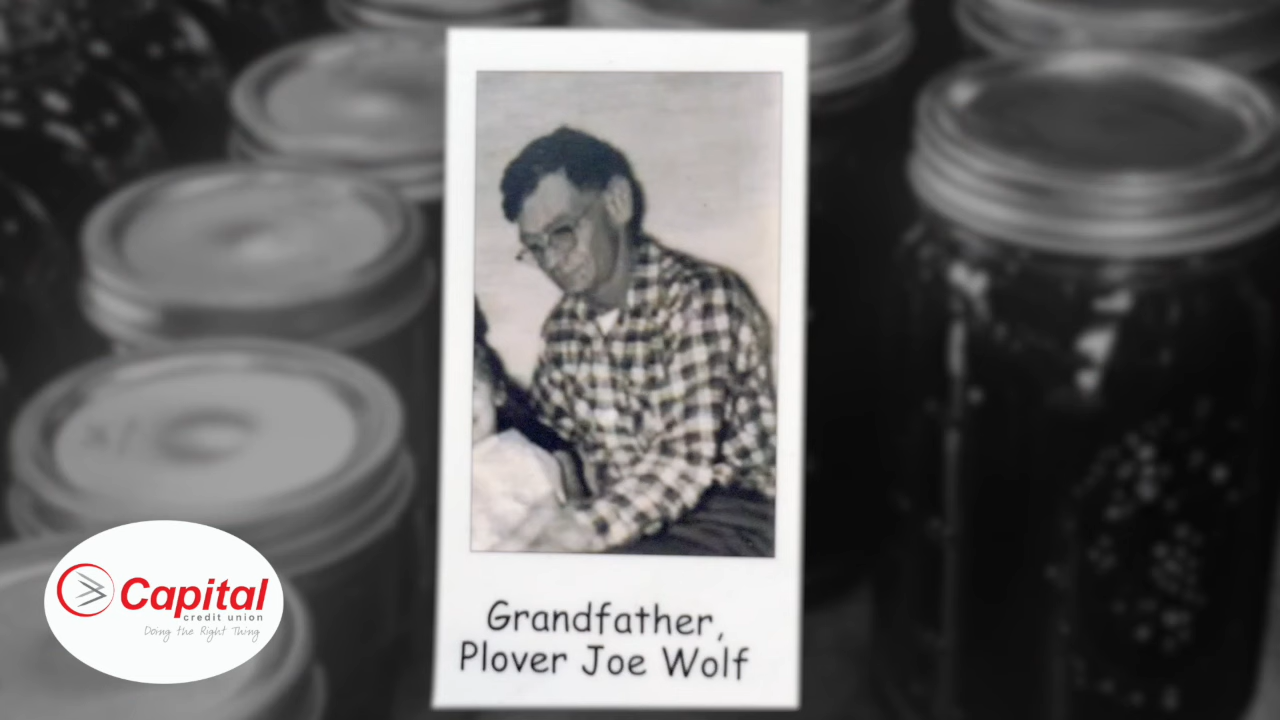 Grandfather,
Plover Joe Wolf
Capital
credit union
Doing the Right Thing